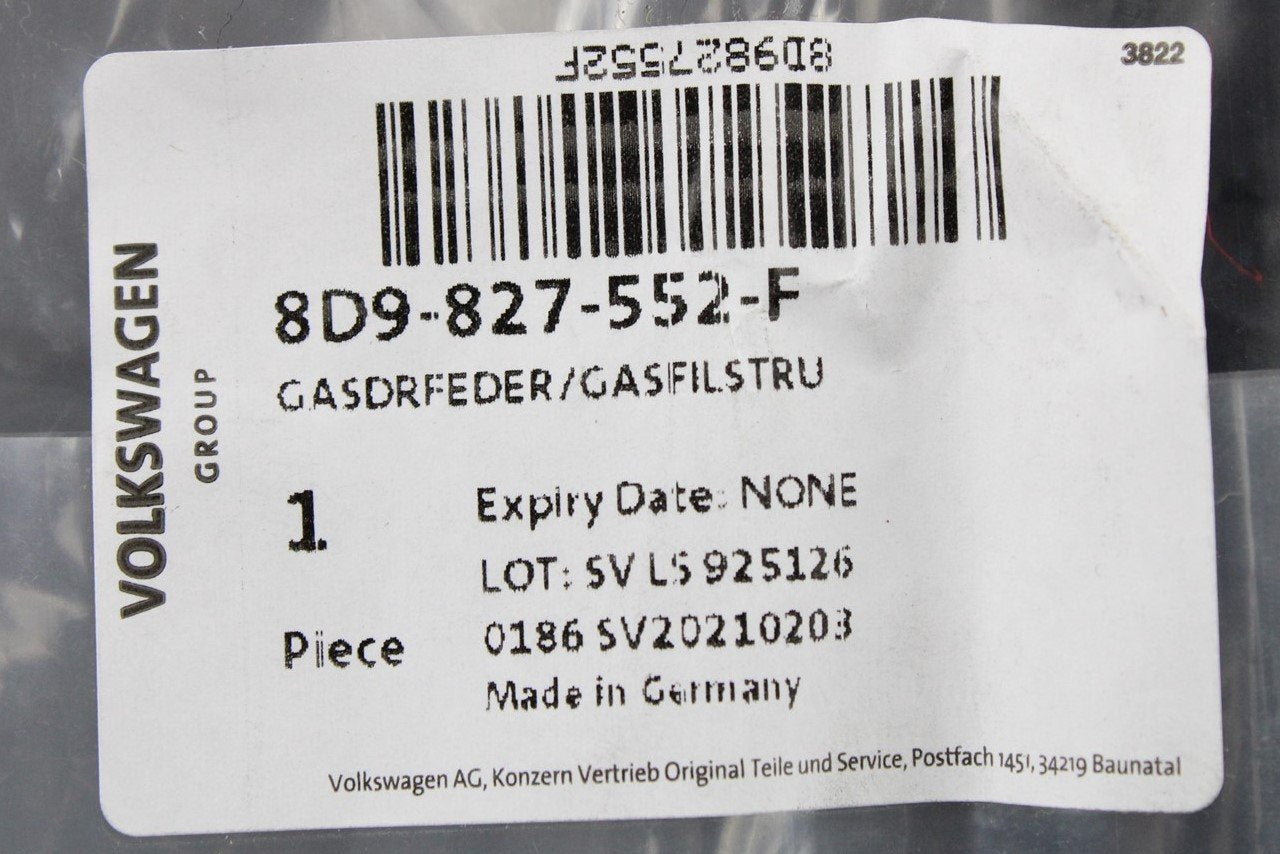 8D9827552F
3822
8D9-827-552-F
GASDRFEDER/GASFILSTRU
VOLKSWAGEN
GROUP
1
Expiry Date: NONE
LOT: SV LS 925126
Piece
0186 SV20210203
Made in Germany
Volkswagen AG, Konzern Vertrieb Original Teile und Service, Postfach 1451, 34219 Baunatal